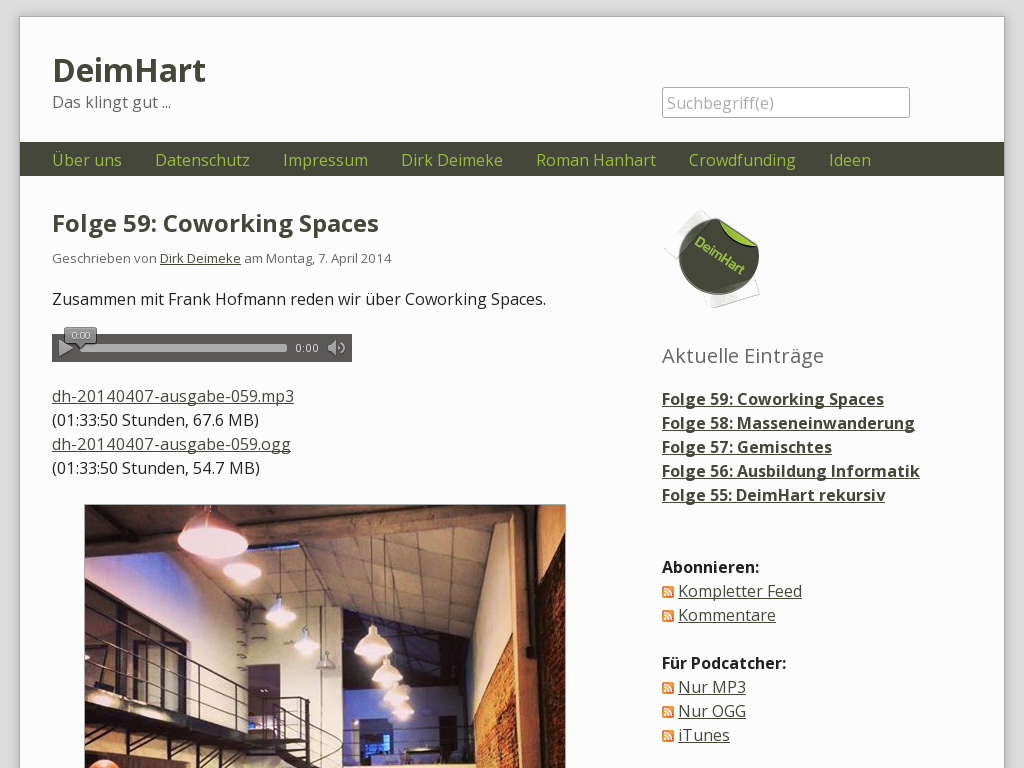 DeimHart
Das klingt gut ...
Suchbegriff(e)
Über uns Datenschutz Impressum Dirk Deimeke Roman Hanhart Crowdfunding Ideen
Folge 59: Coworking Spaces
Geschrieben von Dirk Deimeke am Montag, 7. April 2014
Zusammen mit Frank Hofmann reden wir über Coworking Spaces.
0:00
0:00
dh-20140407-ausgabe-059.mp3
(01:33:50 Stunden, 67.6 MB)
dh-20140407-ausgabe-059.ogg
(01:33:50 Stunden, 54.7 MB)
DeimHart
Aktuelle Einträge
Folge 59: Coworking Spaces
Folge 58: Masseneinwanderung
Folge 57: Gemischtes
Folge 56: Ausbildung Informatik
Folge 55: DeimHart rekursiv
Abonnieren:
Kompletter Feed
Kommentare
Für Podcatcher:
Nur MP3
Nur OGG
iTunes